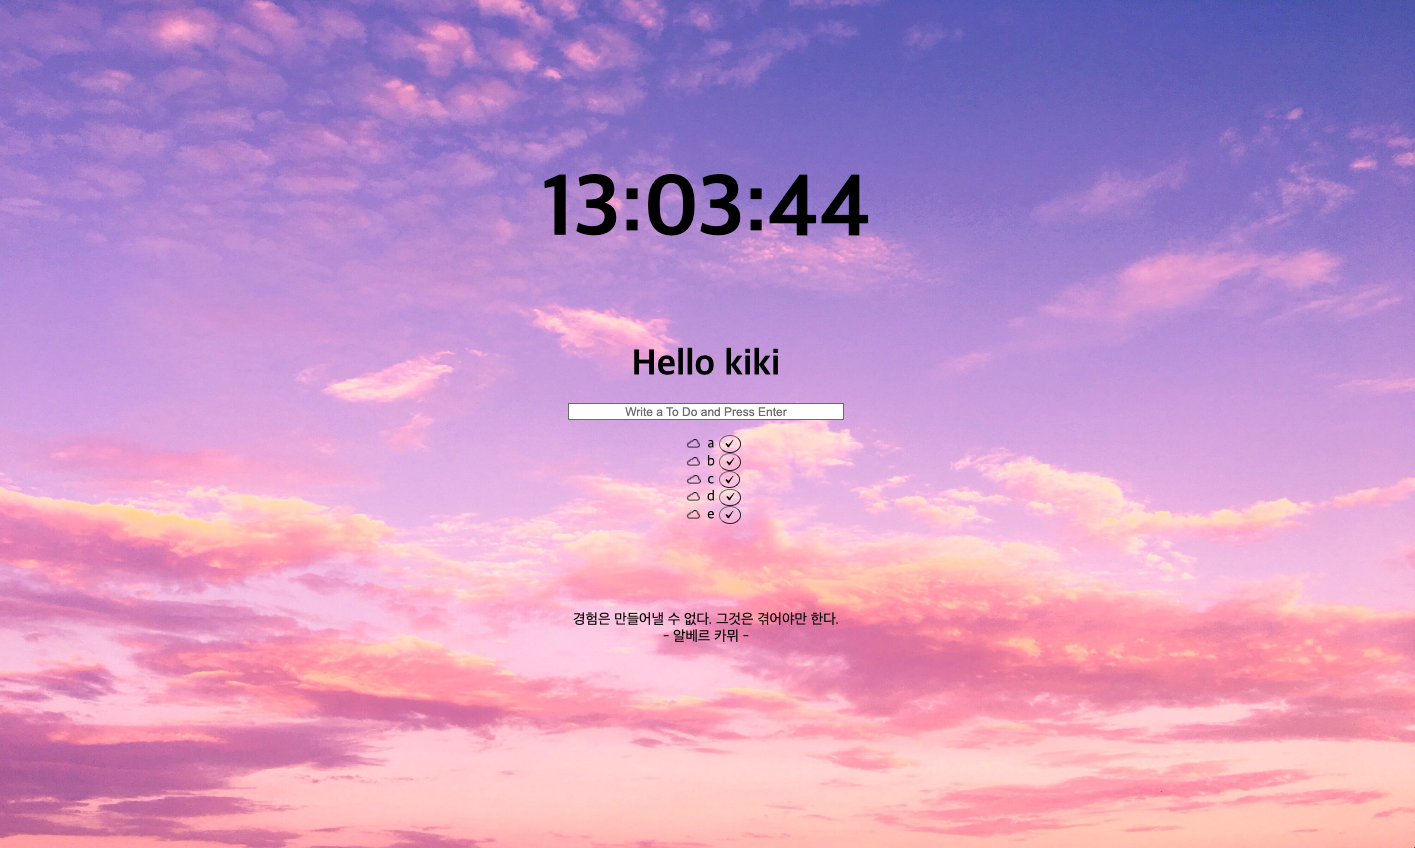 13:03:44
Hello kiki
Write a To Do and Press Enter
a
b
c
d
e
경험은 만들어낼 수 없다. 그것은 겪어야만 한다.
- 알베르 카뮈 -